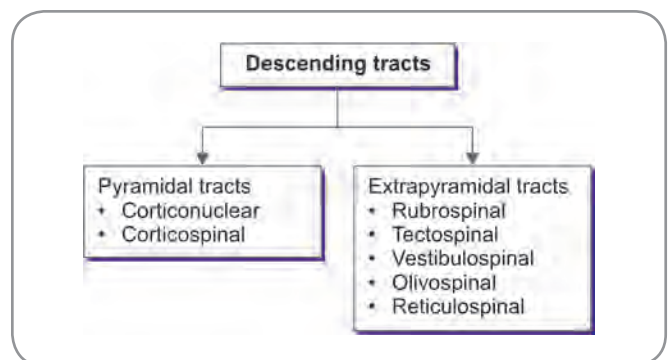 Descending tracts
Pyramidal tracts
• Corticonuclear
• Corticospinal
Extrapyramidal tracts
• Rubrospinal
• Tectospinal
• Vestibulospinal
• Olivospinal
• Reticulospinal